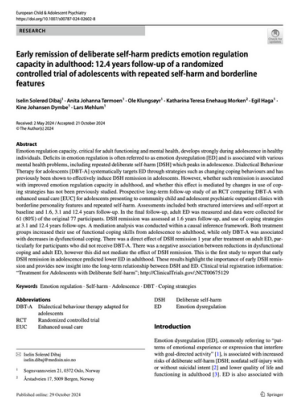 European Child & Adolescent Psychiatry
https://doi.org/10.1007/s00787-024-02602-8
RESEARCH
Early remission of deliberate self-harm predicts emotion regulation
capacity in adulthood: 12.4 years follow-up of a randomized
controlled trial of adolescents with repeated self-harm and borderline
features
Iselin Solerød Dibaj · Anita Johanna Tørmoen · Ole Klungsøyr · Katharina Teresa Enehaug Morken · Egil Haga ·
Kine Johansen Dymbe · Lars Mehlum
Received: 2 May 2024 / Accepted: 21 October 2024
© The Author(s) 2024
Abstract
Emotion regulation capacity, critical for adult functioning and mental health, develops strongly during adolescence in healthy
individuals. Deficits in emotion regulation is often referred to as emotion dysregulation [ED] and is associated with various
mental health problems, including repeated deliberate self-harm [DSH] which peaks in adolescence. Dialectical Behaviour
Therapy for adolescents [DBT-A] systematically targets ED through strategies such as changing coping behaviours and has
previously been shown to effectively induce DSH remission in adolescents. However, whether such remission is associated
with improved emotion regulation capacity in adulthood, and whether this effect is mediated by changes in use of cop-
ing strategies has not been previously studied. Prospective long-term follow-up study of an RCT comparing DBT-A with
enhanced usual care [EUC] for adolescents presenting to community child and adolescent psychiatric outpatient clinics with
borderline personality features [BPD] and repeated DSH. Assessments included both structured interviews and self-report at
baseline and 1.6, 3.1 and 12.4 years follow-up. In the final follow-up, adult ED was measured and data were collected for
61 (80%) of the original 77 participants. DSH remission was assessed in 1.6 years follow-up, and use of coping strategies
at 3.1 and 12.4 years follow-up assessments. A mediation analysis was conducted within a causal inference framework. Both
groups increased their use of functional coping skills from adolescence to adulthood, while only DBT-A was associated
with decreases in dysfunctional coping. There was a direct effect of DSH remission 1 year after treatment on adult ED, par-
ticularly for participants who did not receive DBT-A. There was a negative association between reductions in dysfunctional
coping and adult ED, however this did not mediate the effect of DSH remission. This is the first study to report that early
DSH remission in adolescence predicted lower ED in adulthood. These results highlight the importance of early DSH remis-
sion and provide new insight into the long-term relationship between DSH and ED. Clinical trial registration information:
"Treatment for Adolescents with Deliberate Self-harm"; http://ClinicalTrials.gov/;NCT00675129
Keywords Emotion regulation · Self-harm · Adolescence · DBT · Coping strategies
Abbreviations
DBT-A Dialectical behaviour therapy adapted for
adolescents
RCT Randomized controlled trial
EUC Enhanced usual care
DSH Deliberate self-harm
ED Emotion dysregulation
Introduction
Emotion dysregulation [ED], commonly referring to "pat-
terns of emotional experience or expression that interfere
with goal-directed activity" [1], is associated with increased
risks of deliberate self-harm [DSH; nonfatal self-injury with
or without suicidal intent [2] and lower quality of life and
functioning in adulthood [3]. ED is also associated with
Iselin Solerød Dibaj
iselin.dibaj@medisin.uio.no
1 Sognsvannsveien 21, 0372 Oslo, Norway
2 Årstadveien 17, 5009 Bergen, Norway
Published online: 29 October 2024